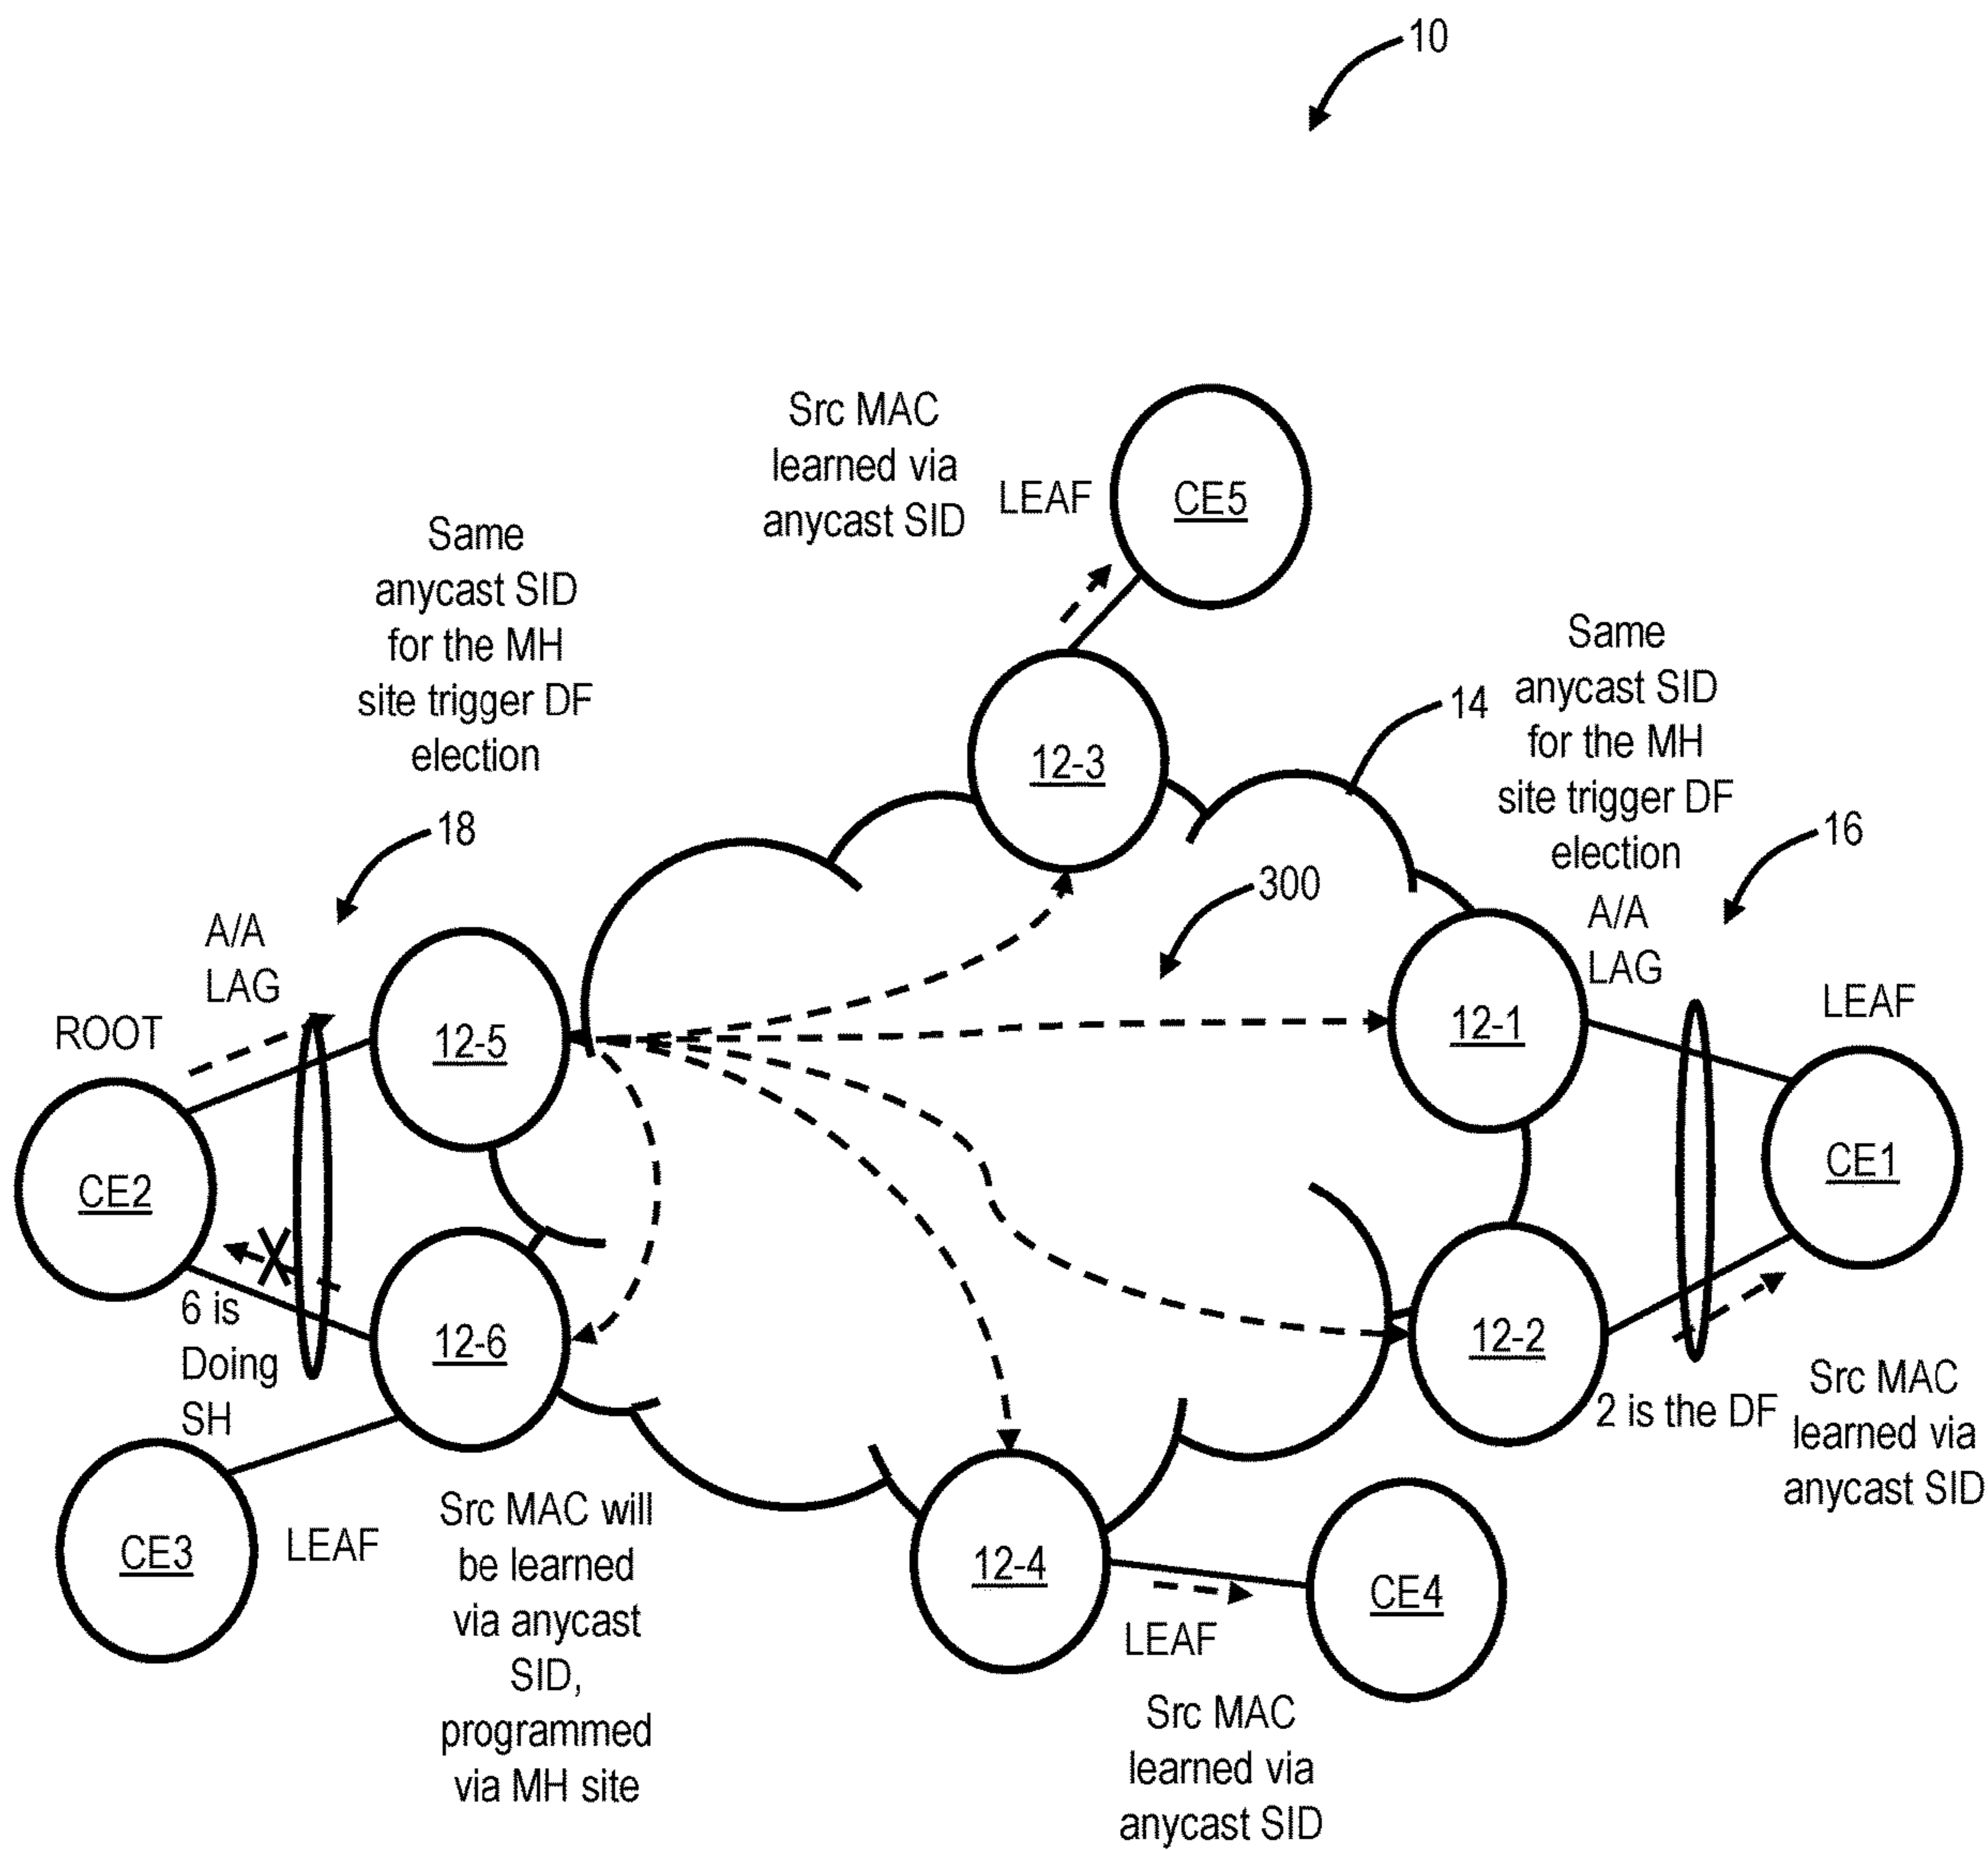 10
Src MAC
learned via
anycast SID
LEAF
CE5
Same
anycast SID
for the MH
site trigger DF
election
Same
anycast SID
for the MH
site trigger DF
election
12-3
14
18
16
300
A/A
LAG
A/A
LAG
ROOT
12-5
12-1
LEAF
CE2
CE1
6 is
Doing
SH
12-6
12-2
2 is the DF
Src MAC
learned via
anycast SID
CE3
LEAF
Src MAC will
be learned
via anycast
SID,
programmed
via MH site
12-4
CE4
LEAF
Src MAC
learned via
anycast SID